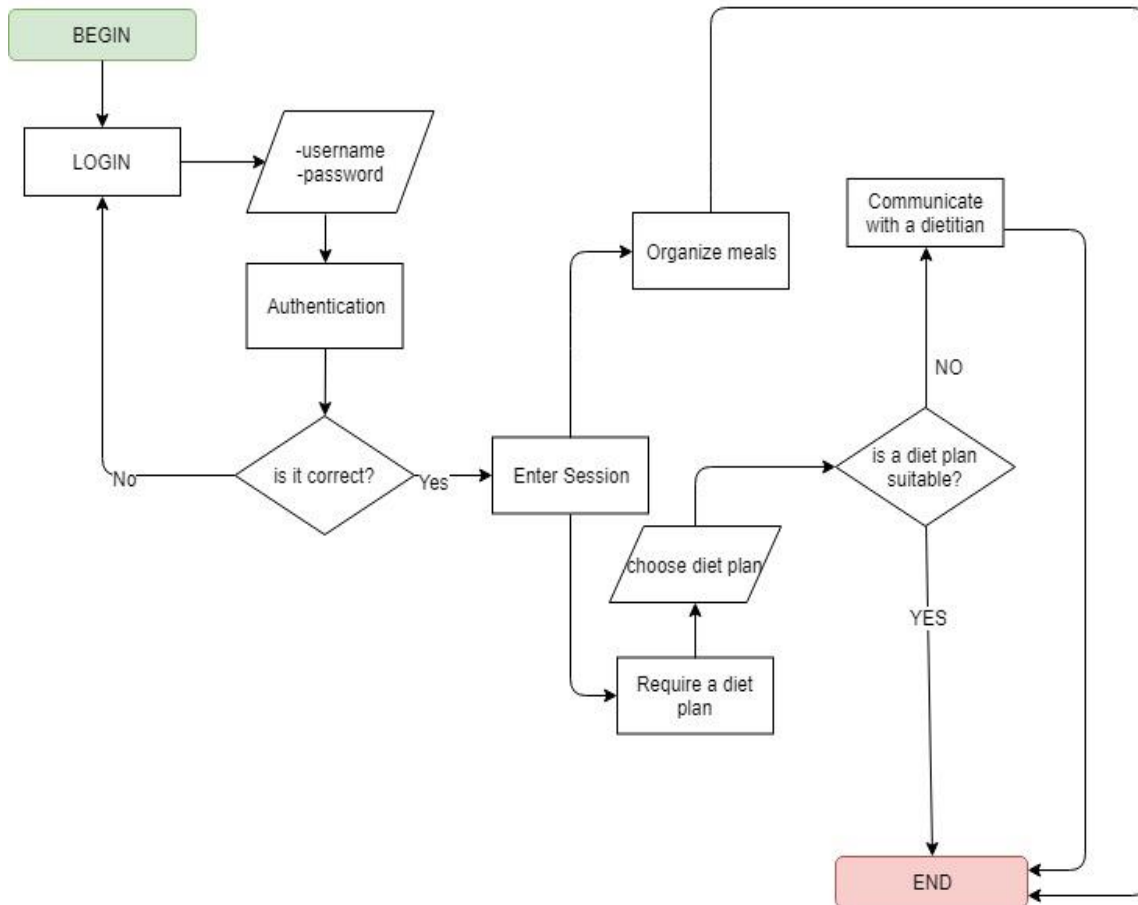 BEGIN
LOGIN
-username
-password
Authentication
is it correct?
No
Yes
Enter Session
Organize meals
Require a diet
plan
choose diet plan
is a diet plan
suitable?
NO
Communicate
with a dietitian
YES
END